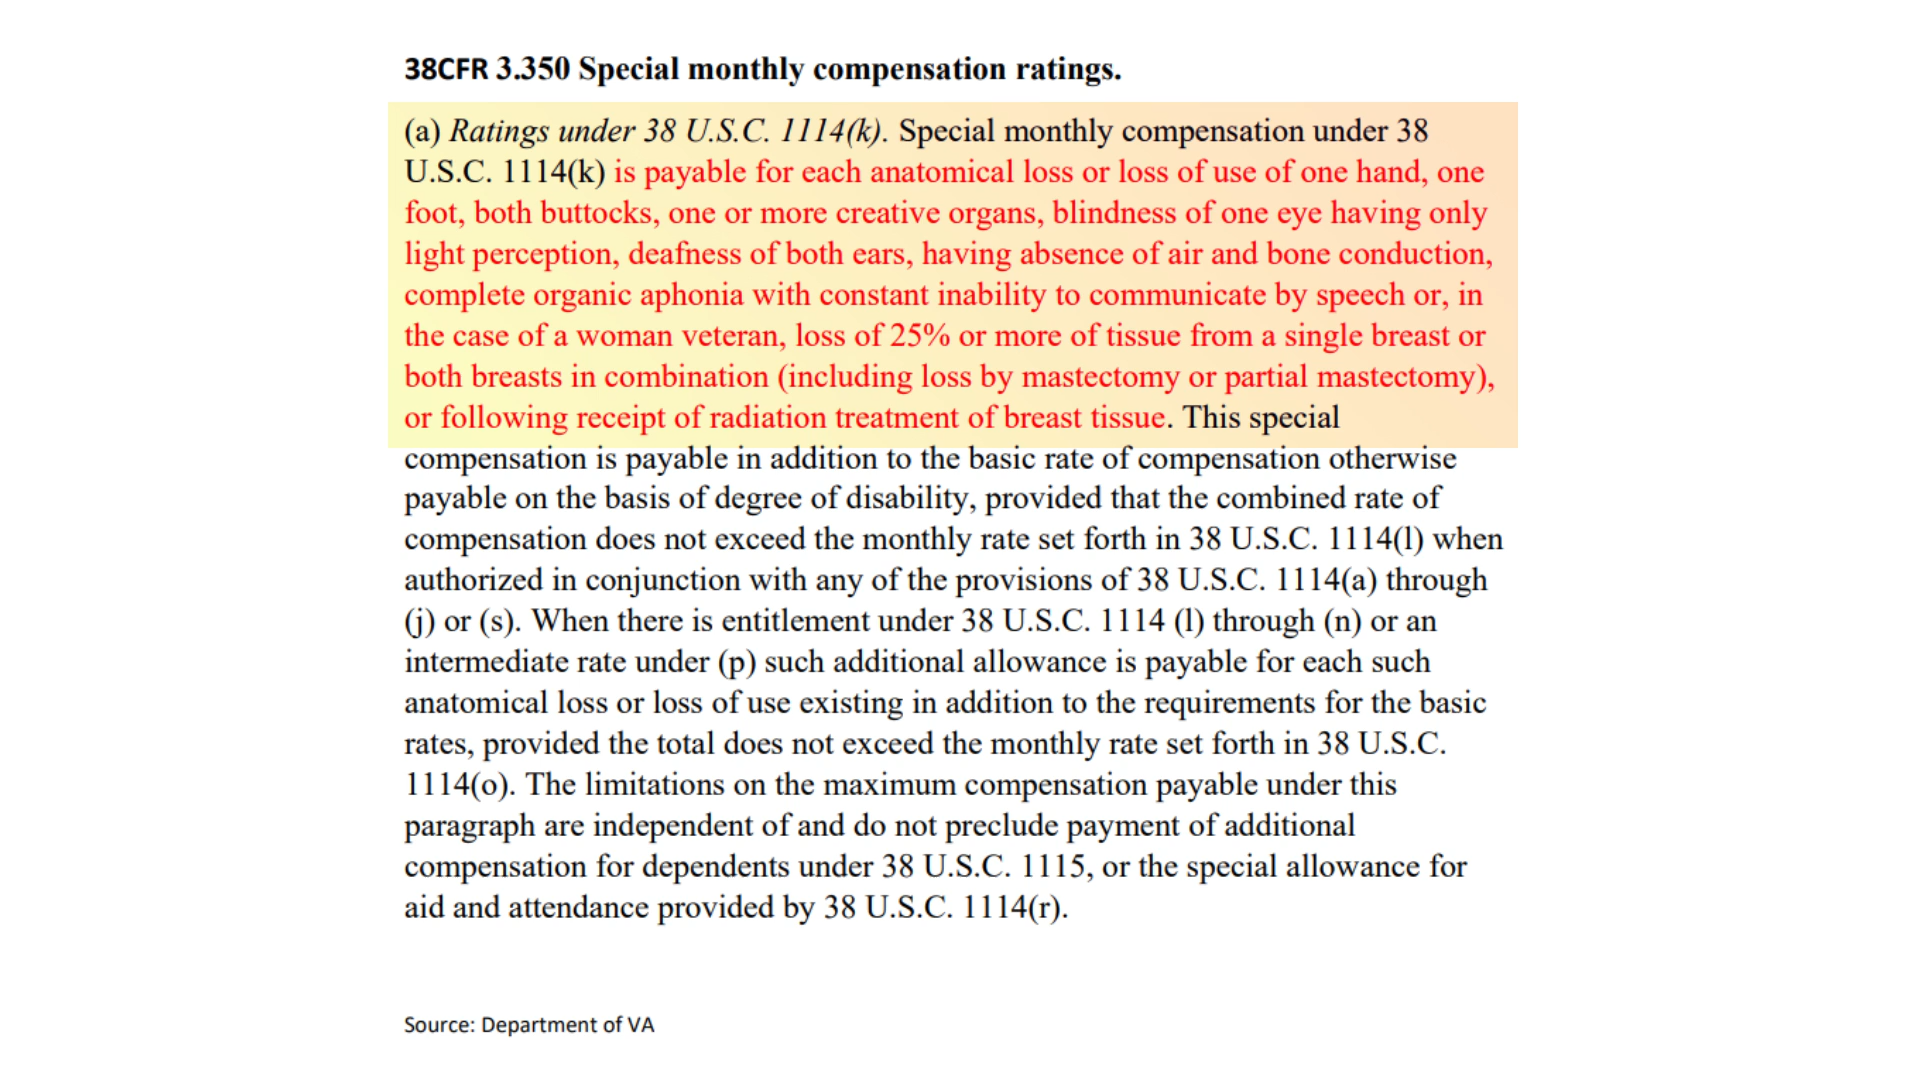 38CFR 3.350 Special monthly compensation ratings.
(a) Ratings under 38 U.S.C. 1114(k). Special monthly compensation under 38
U.S.C. 1114(k) is payable for each anatomical loss or loss of use of one hand, one
foot, both buttocks, one or more creative organs, blindness of one eye having only
light perception, deafness of both ears, having absence of air and bone conduction,
complete organic aphonia with constant inability to communicate by speech or, in
the case of a woman veteran, loss of 25% or more of tissue from a single breast or
both breasts in combination (including loss by mastectomy or partial mastectomy),
or following receipt of radiation treatment of breast tissue. This special
compensation is payable in addition to the basic rate of compensation otherwise
payable on the basis of degree of disability, provided that the combined rate of
compensation does not exceed the monthly rate set forth in 38 U.S.C. 1114(l) when
authorized in conjunction with any of the provisions of 38 U.S.C. 1114(a) through
(j) or (s). When there is entitlement under 38 U.S.C. 1114 (l) through (n) or an
intermediate rate under (p) such additional allowance is payable for each such
anatomical loss or loss of use existing in addition to the requirements for the basic
rates, provided the total does not exceed the monthly rate set forth in 38 U.S.C.
1114(o). The limitations on the maximum compensation payable under this
paragraph are independent of and do not preclude payment of additional
compensation for dependents under 38 U.S.C. 1115, or the special allowance for
aid and attendance provided by 38 U.S.C. 1114(r).
Source: Department of VA